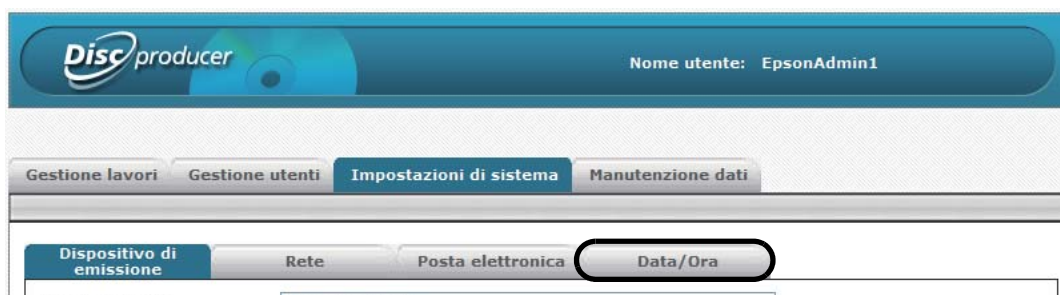 Disc producer
Nome utente: EpsonAdmin1
Gestione lavori Gestione utenti Impostazioni di sistema Manutenzione dati
Dispositivo di emissione Rete Posta elettronica Data/Ora